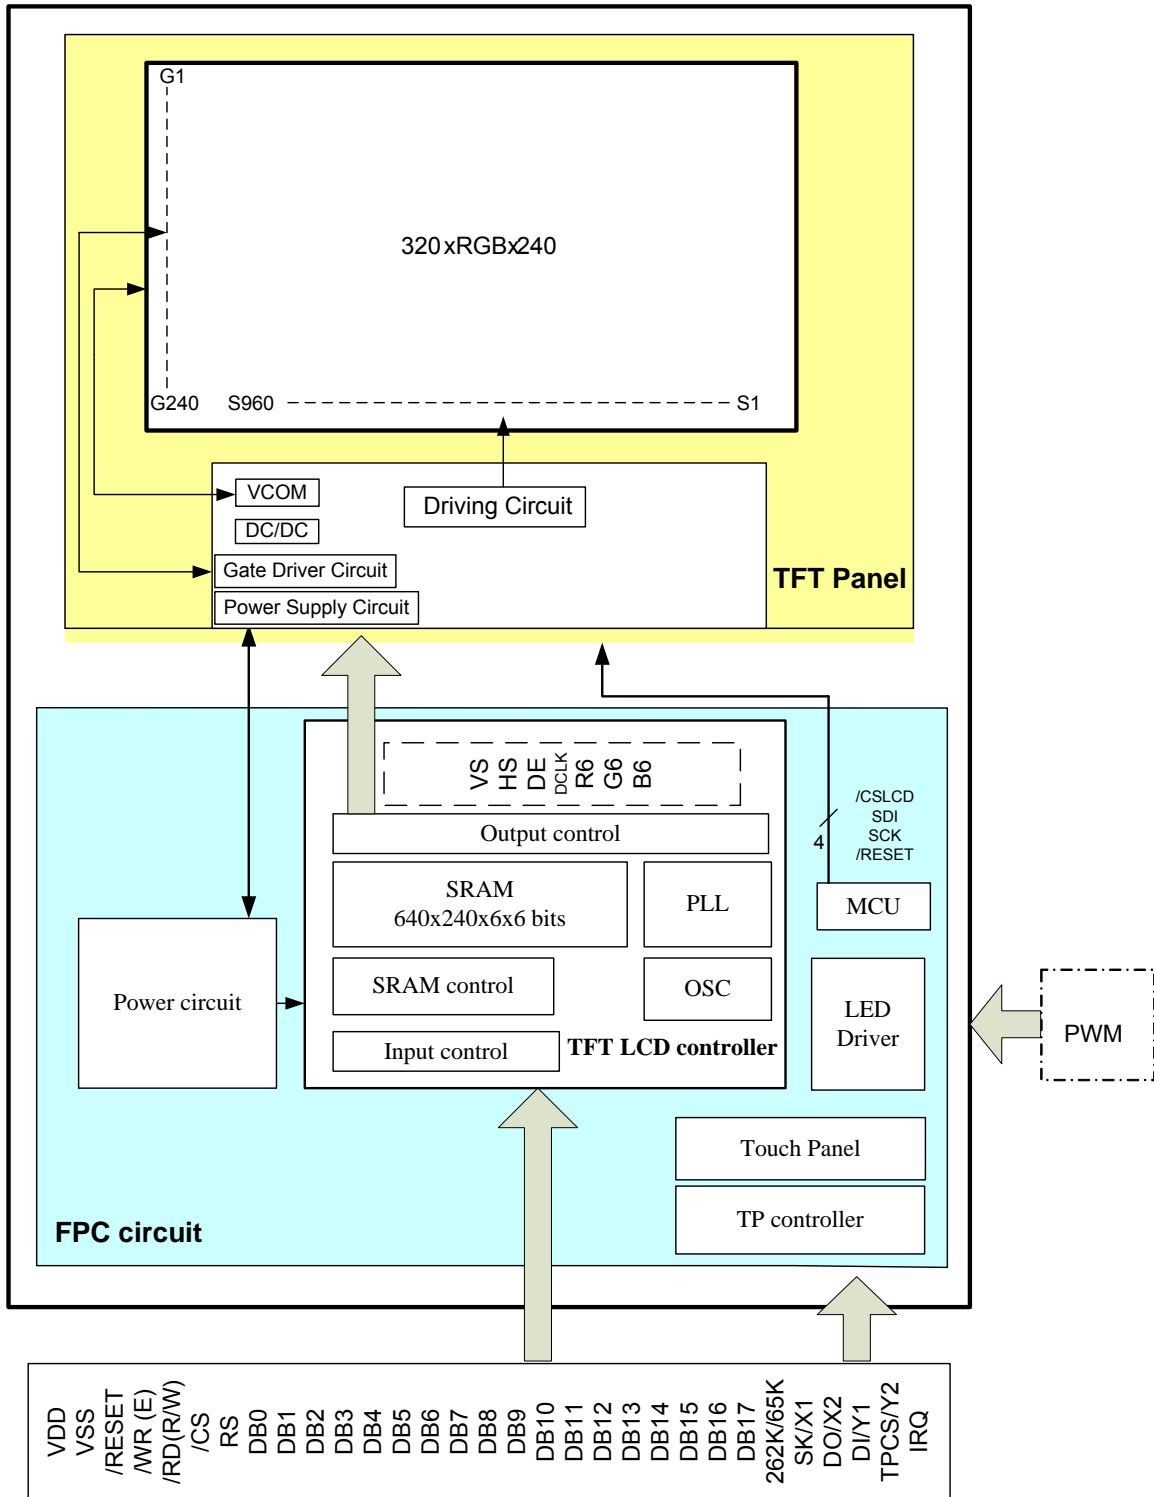 G1
320xRGBx240
G240 S960 S1
VCOM
Driving Circuit
DC/DC
Gate Driver Circuit
Power Supply Circuit
TFT Panel
VS
HS
DE
DCLK
R6
G6
B6
/CSLCD
SDI
SCK
/RESET
4
Output control
SRAM
640x240x6x6 bits
PLL
MCU
Power circuit
SRAM control
OSC
LED
Driver
Input control
TFT LCD controller
PWM
Touch Panel
TP controller
FPC circuit
VDD
VSS
/RESET
/WR (E)
/RD(R/W)
/CS
RS
DB0
DB1
DB2
DB3
DB4
DB5
DB6
DB7
DB8
DB9
DB10
DB11
DB12
DB13
DB14
DB15
DB16
DB17
262K/65K
SK/X1
DO/X2
DI/Y1
TPCS/Y2
IRQ